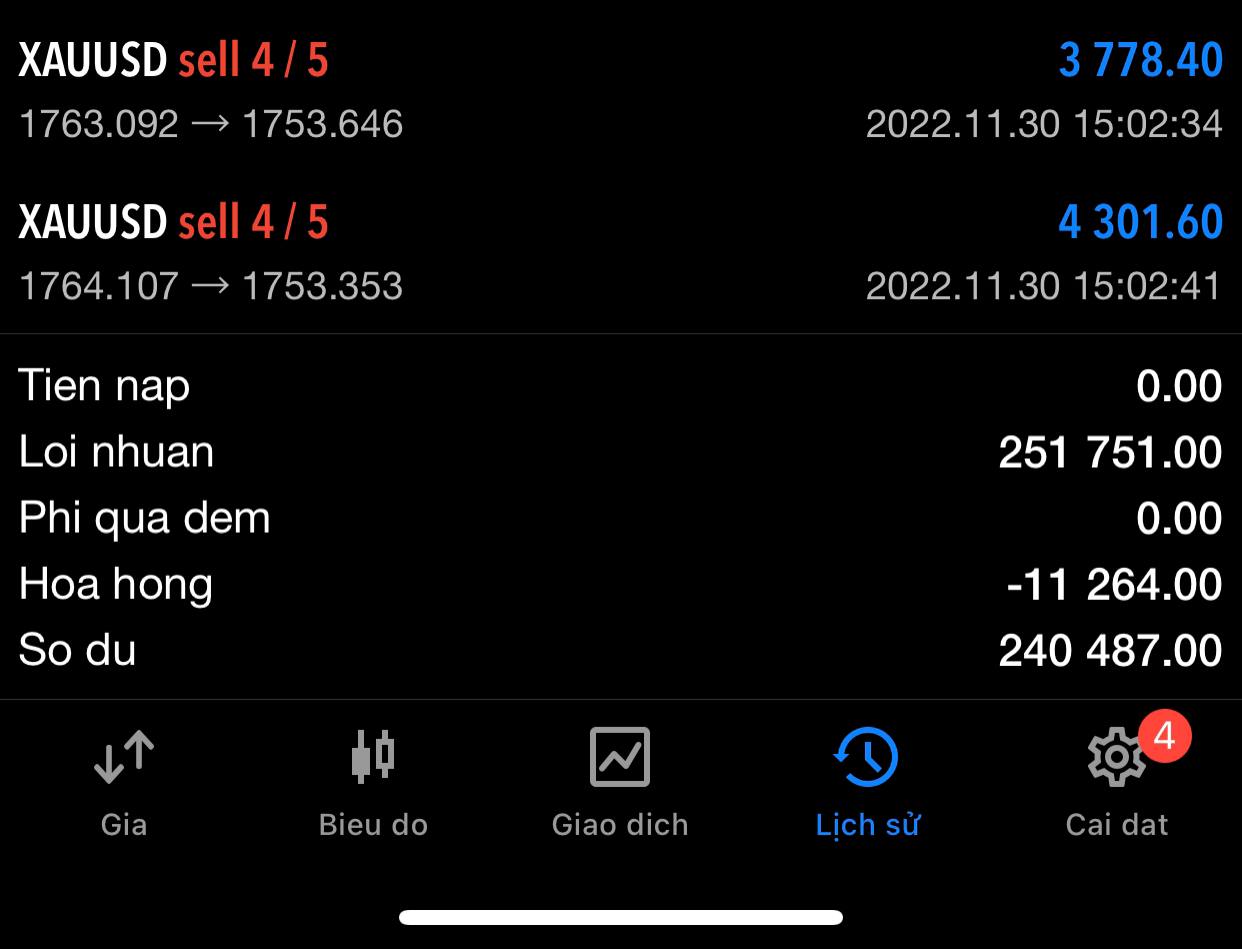 XAUUSD sell 4 / 5 3 778.40
1763.092 → 1753.646 2022.11.30 15:02:34
XAUUSD sell 4 / 5 4 301.60
1764.107 → 1753.353 2022.11.30 15:02:41
Tien nap 0.00
Loi nhuan 251 751.00
Phi qua dem 0.00
Hoa hong -11 264.00
So du 240 487.00
4
Gia Bieu do Giao dich Lịch sử Cai dat